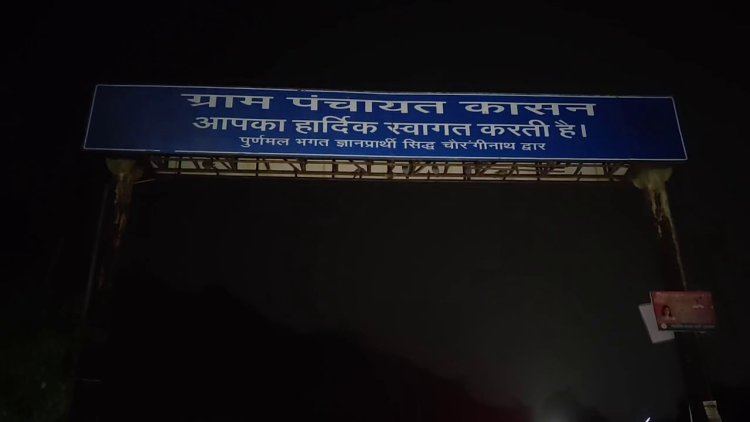 ग्राम पंचायत कासन
आपका हार्दिक स्वागत करती है।
पुर्णमल भगत ज्ञानप्रार्थी सिद्ध चौरंगीनाथ द्वार